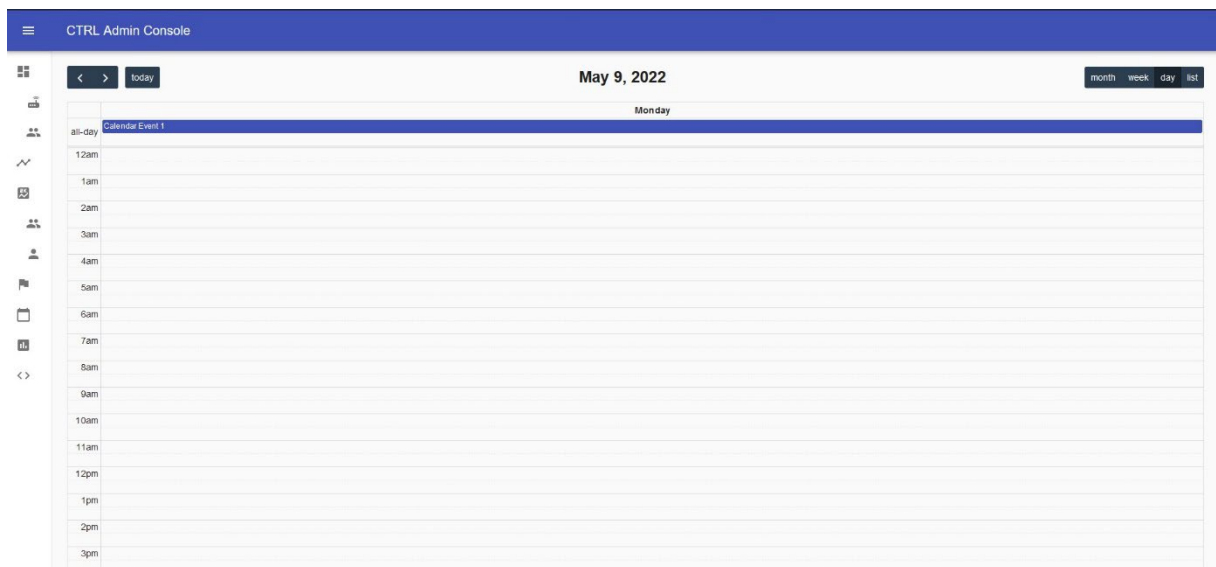 CTRL Admin Console
today
May 9, 2022
month week day list
Monday
all-day Calendar Event 1
12am
1am
2am
3am
4am
5am
6am
7am
8am
9am
10am
11am
12pm
1pm
2pm
3pm